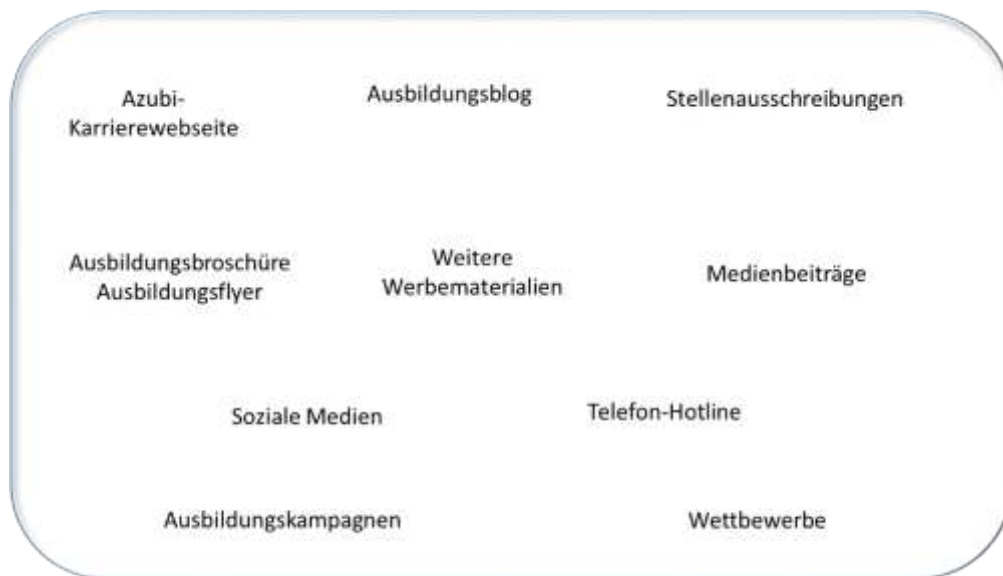 Azubi-
Karrierewebseite
Ausbildungsblog
Stellenausschreibungen
Ausbildungsbroschüre
Ausbildungsflyer
Weitere
Werbematerialien
Medienbeiträge
Soziale Medien
Telefon-Hotline
Ausbildungskampagnen
Wettbewerbe